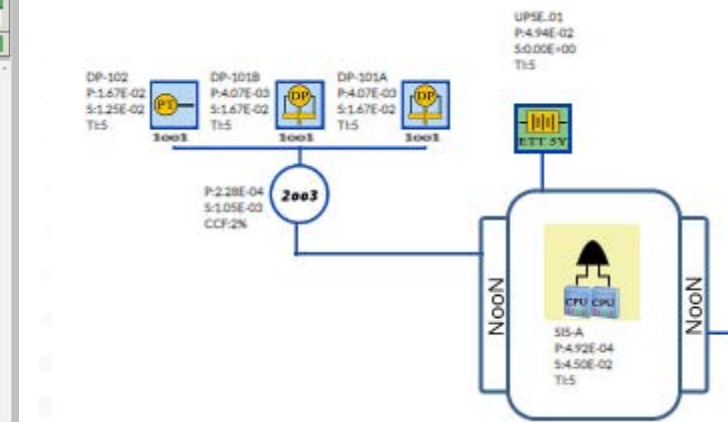 UPSE.01
P:4.94E-02
S:0.00E+00
TI:5
DP-102
P:1.67E-02
S:1.25E-02
TI:5
PT
1oo1
DP-101B
P:4.07E-03
S:1.67E-02
TI:5
DP
1oo1
DP-101A
P:4.07E-03
S:1.67E-02
TI:5
DP
1oo1
ETT 5Y
P:2.28E-04
S:1.05E-03
CCF:2%
2oo3
NooN
CPU CPU
SIS-A
P:4.92E-04
S:4.50E-02
TI:5
NooN